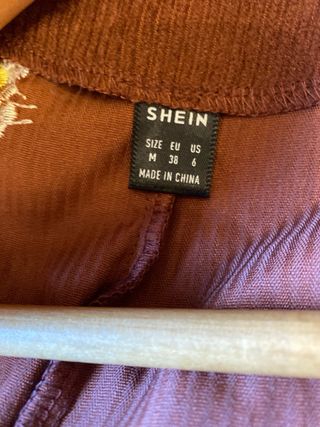 SHEIN
SIZE EU US
M 38 6
MADE IN CHINA